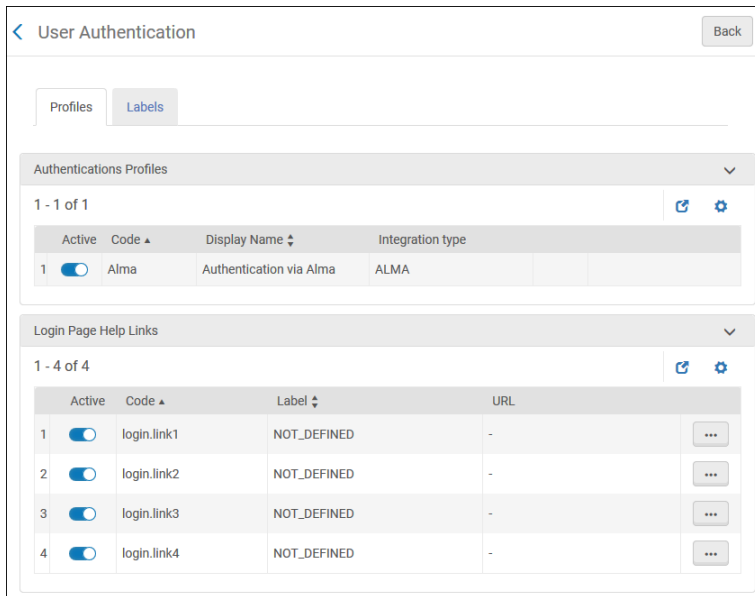 User Authentication
Back
Profiles
Labels
Authentications Profiles
1 - 1 of 1
Active Code Display Name Integration type
1 Alma Authentication via Alma ALMA
Login Page Help Links
1 - 4 of 4
Active Code Label URL
1 login.link1 NOT_DEFINED -
2 login.link2 NOT_DEFINED -
3 login.link3 NOT_DEFINED -
4 login.link4 NOT_DEFINED -